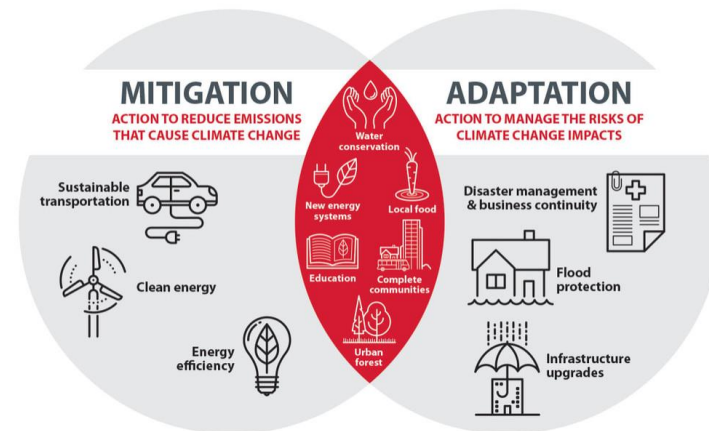 MITIGATION
ACTION TO REDUCE EMISSIONS
THAT CAUSE CLIMATE CHANGE
ADAPTATION
ACTION TO MANAGE THE RISKS OF
CLIMATE CHANGE IMPACTS
Water
conservation
New energy
systems
Local food
Education
Complete
communities
Urban
forest
Sustainable
transportation
Clean energy
Energy
efficiency
Disaster management
& business continuity
Flood
protection
Infrastructure
upgrades